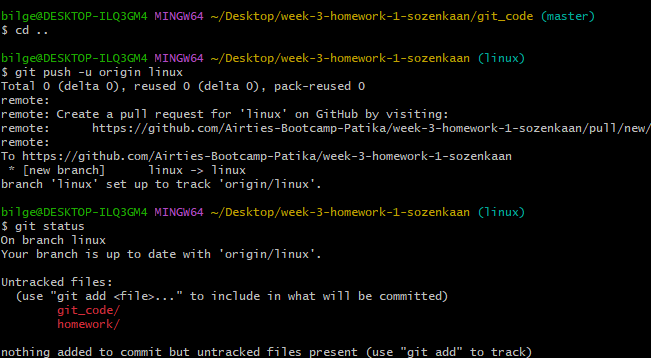 bilge@DESKTOP-ILQ3GM4 MINGW64 ~/Desktop/week-3-homework-1-sozenkaan/git_code (master)
$ cd ..
bilge@DESKTOP-ILQ3GM4 MINGW64 ~/Desktop/week-3-homework-1-sozenkaan (linux)
$ git push -u origin linux
Total 0 (delta 0), reused 0 (delta 0), pack-reused 0
remote:
remote: Create a pull request for 'linux' on GitHub by visiting:
remote:      https://github.com/Airties-Bootcamp-Patika/week-3-homework-1-sozenkaan/pull/new/
remote:
To https://github.com/Airties-Bootcamp-Patika/week-3-homework-1-sozenkaan
 * [new branch]      linux -> linux
branch 'linux' set up to track 'origin/linux'.
bilge@DESKTOP-ILQ3GM4 MINGW64 ~/Desktop/week-3-homework-1-sozenkaan (linux)
$ git status
On branch linux
Your branch is up to date with 'origin/linux'.
Untracked files:
  (use "git add <file>..." to include in what will be committed)
        git_code/
        homework/
nothing added to commit but untracked files present (use "git add" to track)